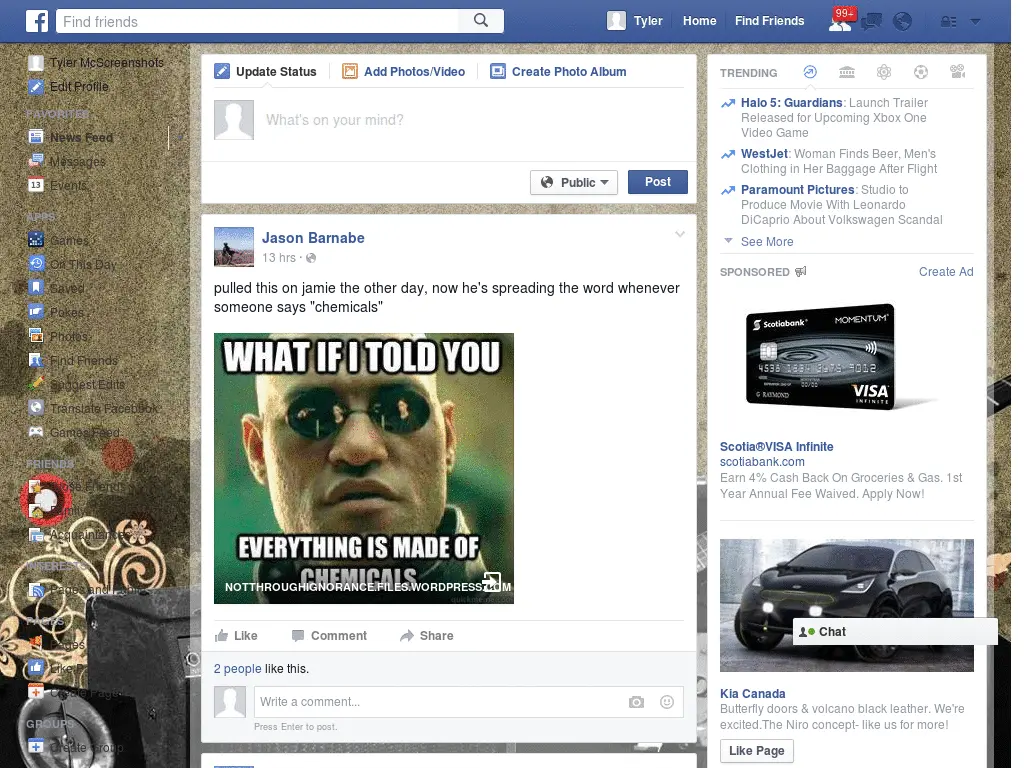 Find friends
Tyler
Home
Find Friends
99+
Tyler McScreenshots
Edit Profile
FAVORITES
News Feed
Messages
13
Events
APPS
Games
On This Day
Saved
Pokes
Photos
Find Friends
Suggest Edits
Translate Facebook
Games Feed
FRIENDS
Close Friends
Family
Acquaintances
INTERESTS
Pages and Public
PAGES
Pages
Like Pages
Create Page
GROUPS
Create Group
Update Status
Add Photos/Video
Create Photo Album
What's on your mind?
Public
Post
Jason Barnabe
13 hrs ·
pulled this on jamie the other day, now he's spreading the word whenever
someone says "chemicals"
WHAT IF I TOLD YOU
EVERYTHING IS MADE OF
CHEMICALS
NOTTHROUGHIGNORANCE.FILES.WORDPRESS.COM
quickmeme.com
Like
Comment
Share
2 people like this.
Write a comment...
Press Enter to post.
TRENDING
Halo 5: Guardians: Launch Trailer
Released for Upcoming Xbox One
Video Game
WestJet: Woman Finds Beer, Men's
Clothing in Her Baggage After Flight
Paramount Pictures: Studio to
Produce Movie With Leonardo
DiCaprio About Volkswagen Scandal
See More
SPONSORED
Create Ad
Scotiabank
MOMENTUM
VISA
INFINITE
G RAYMOND
Scotia®VISA Infinite
scotiabank.com
Earn 4% Cash Back On Groceries & Gas. 1st
Year Annual Fee Waived. Apply Now!
Chat
Kia Canada
Butterfly doors & volcano black leather. We're
excited.The Niro concept- like us for more!
Like Page